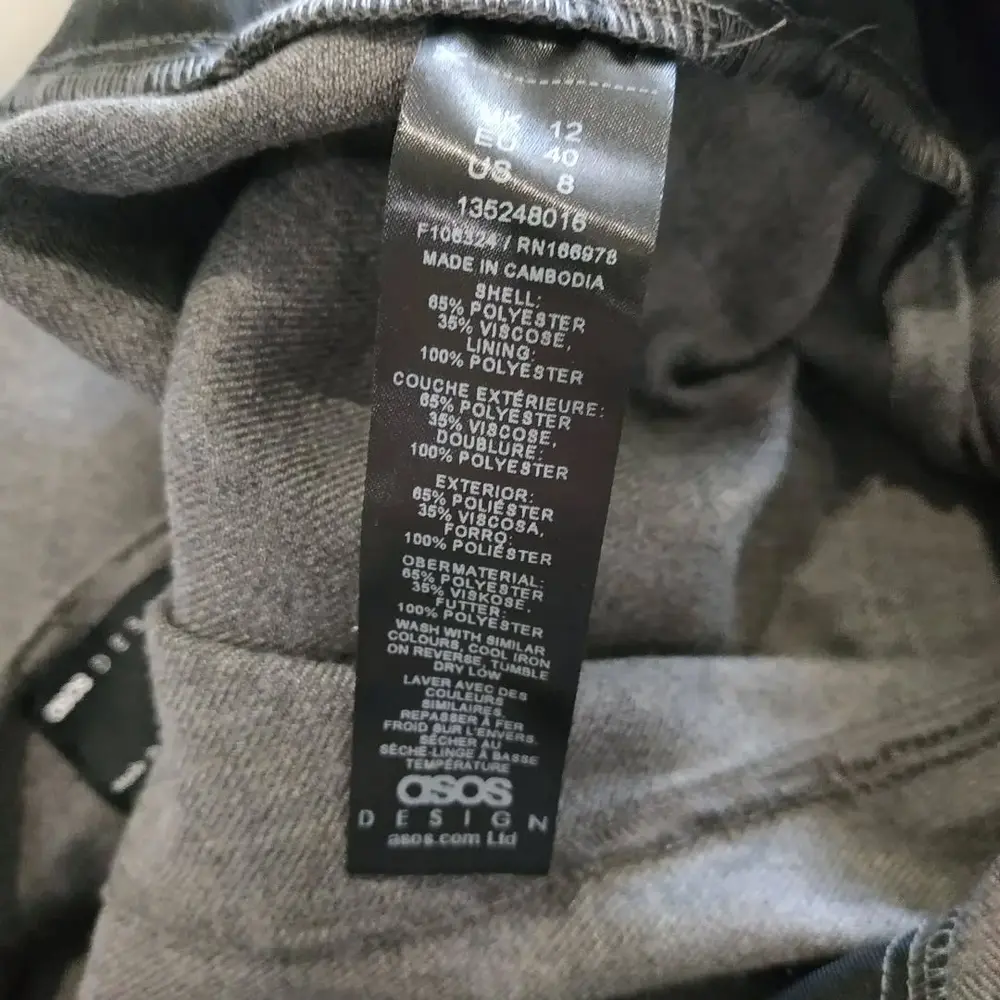 UK 12
EU 40
US 8
135248016
F108324 / RN166978
MADE IN CAMBODIA
SHELL:
65% POLYESTER
35% VISCOSE,
LINING:
100% POLYESTER
COUCHE EXTÉRIEURE:
65% POLYESTER
35% VISCOSE,
DOUBLURE:
100% POLYESTER
EXTERIOR:
65% POLIÉSTER
35% VISCOSA,
FORRO:
100% POLIÉSTER
OBERMATERIAL:
65% POLYESTER
35% VISKOSE,
FUTTER:
100% POLYESTER
WASH WITH SIMILAR
COLOURS, COOL IRON
ON REVERSE, TUMBLE
DRY LOW
LAVER AVEC DES
COULEURS
SIMILAIRES,
REPASSER À FER
FROID SUR L'ENVERS,
SÉCHER AU
SÈCHE-LINGE À BASSE
TEMPÉRATURE
asos
DESIGN
asos.com Ltd
asos